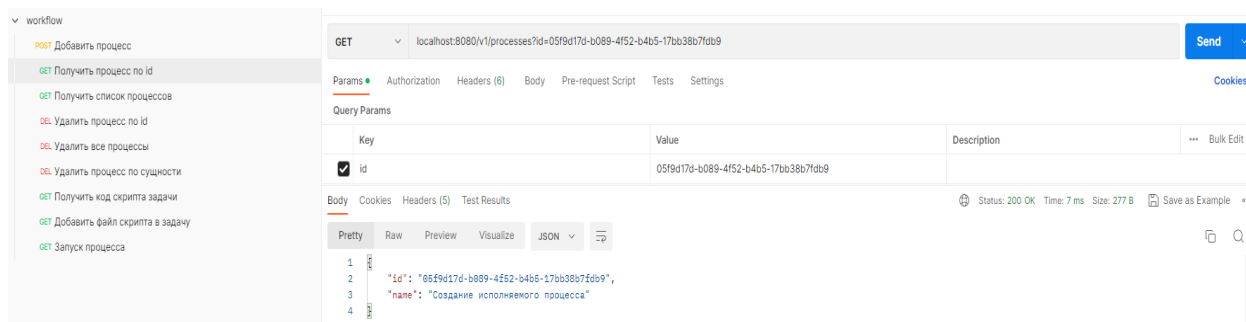 workflow
POST Добавить процесс
GET Получить процесс по id
GET Получить список процессов
DEL Удалить процесс по id
DEL Удалить все процессы
DEL Удалить процесс по сущности
GET Получить код скрипта задачи
GET Добавить файл скрипта в задачу
GET Запуск процесса
GET localhost:8080/v1/processes?id=05f9d17d-b089-4f52-b4b5-17bb38b7fdb9 Send
Params Authorization Headers (6) Body Pre-request Script Tests Settings Cookies
Query Params
Key Value Description Bulk Edit
id 05f9d17d-b089-4f52-b4b5-17bb38b7fdb9
Body Cookies Headers (5) Test Results Status: 200 OK Time: 7 ms Size: 277 B Save as Example
Pretty Raw Preview Visualize JSON
1 {
2 "id": "05f9d17d-b089-4f52-b4b5-17bb38b7fdb9",
3 "name": "Создание исполняемого процесса"
4 }